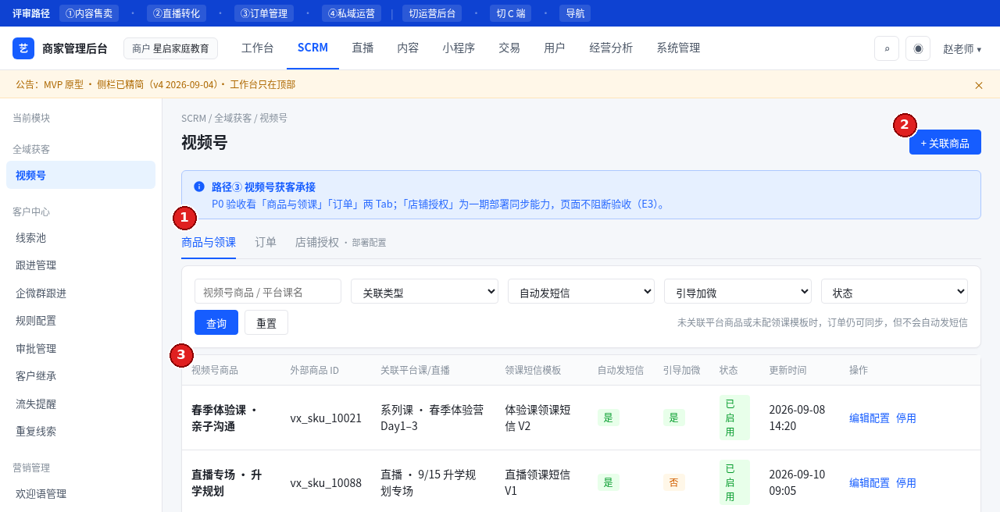 评审路径 ①内容售卖 • ②直播转化 • ③订单管理 • ④私域运营 | 切运营后台 • 切 C 端 • 导航
艺 商家管理后台 商户 星启家庭教育 工作台 SCRM 直播 内容 小程序 交易 用户 经营分析 系统管理 赵老师 ▾
公告：MVP 原型 · 侧栏已精简（v4 2026-09-04）· 工作台只在顶部 ×
当前模块
全域获客
视频号
客户中心
线索池
跟进管理
企微群跟进
规则配置
审批管理
客户继承
流失提醒
重复线索
营销管理
欢迎语管理
SCRM / 全域获客 / 视频号
视频号
2
+ 关联商品
路径③ 视频号获客承接
P0 验收看「商品与领课」「订单」两 Tab；「店铺授权」为一期部署同步能力，页面不阻断验收（E3）。
1
商品与领课 订单 店铺授权 · 部署配置
视频号商品 / 平台课名 关联类型 自动发短信 引导加微 状态
查询 重置 未关联平台商品或未配领课模板时，订单仍可同步，但不会自动发短信
3
视频号商品 外部商品 ID 关联平台课/直播 领课短信模板 自动发短信 引导加微 状态 更新时间 操作
春季体验课 · 亲子沟通 vx_sku_10021 系列课 · 春季体验营 Day1–3 体验课领课短信 V2 是 是 已启用 2026-09-08 14:20 编辑配置 停用
直播专场 · 升学规划 vx_sku_10088 直播 · 9/15 升学规划专场 直播领课短信 V1 是 否 已启用 2026-09-10 09:05 编辑配置 停用